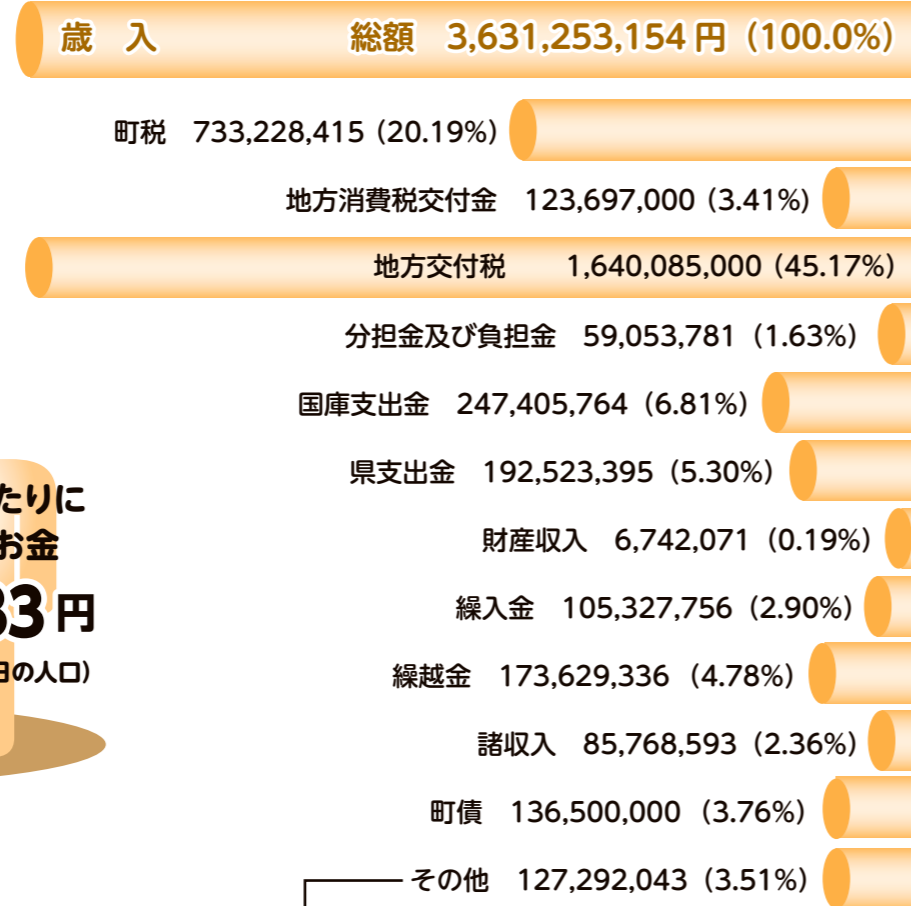 歳　入　総額　3,631,253,154円（100.0%）
町税　733,228,415（20.19%）
地方消費税交付金　123,697,000（3.41%）
地方交付税　1,640,085,000（45.17%）
分担金及び負担金　59,053,781（1.63%）
国庫支出金　247,405,764（6.81%）
県支出金　192,523,395（5.30%）
財産収入　6,742,071（0.19%）
繰入金　105,327,756（2.90%）
繰越金　173,629,336（4.78%）
諸収入　85,768,593（2.36%）
町債　136,500,000（3.76%）
その他　127,292,043（3.51%）
たりに
お金
3円
の人口）